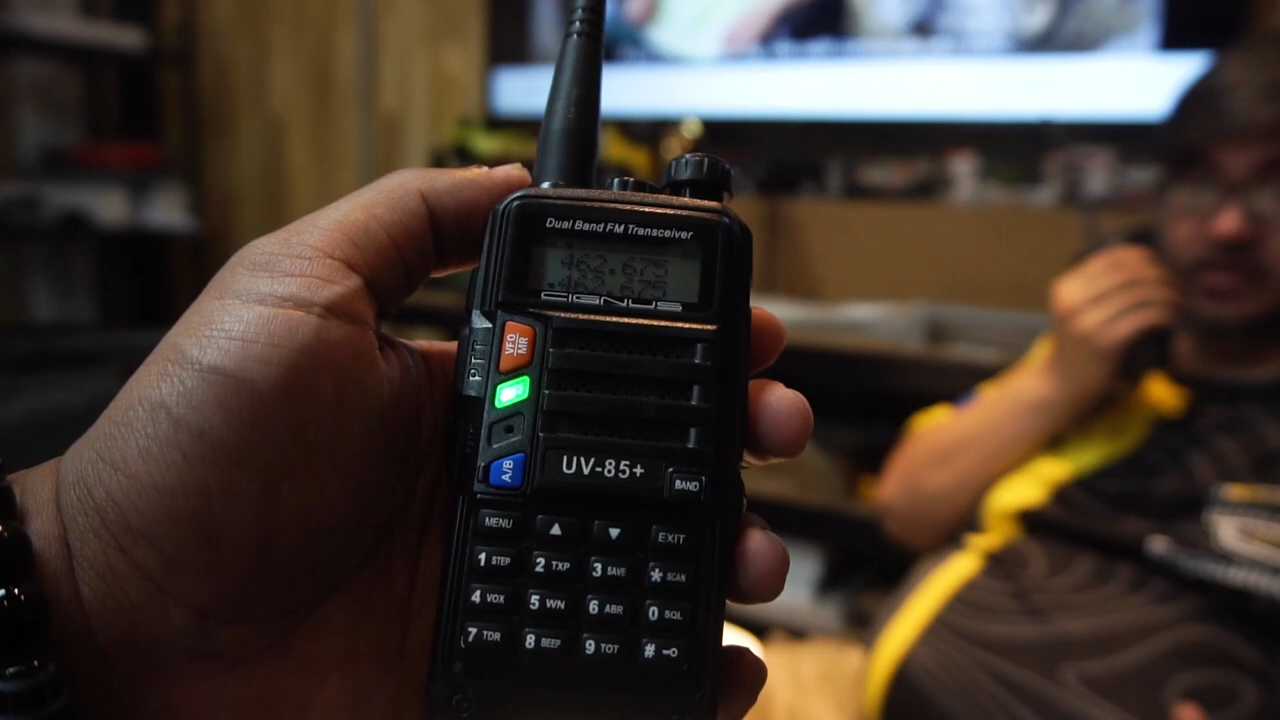 Dual Band FM Transceiver
462.675
462.675
CIGNUS
VFO
MR
PTT
A/B
UV-85+
BAND
MENU ▲ ▼ EXIT
1 STEP 2 TXP 3 SAVE * SCAN
4 VOX 5 WN 6 ABR 0 SQL
7 TDR 8 BEEP 9 TOT #